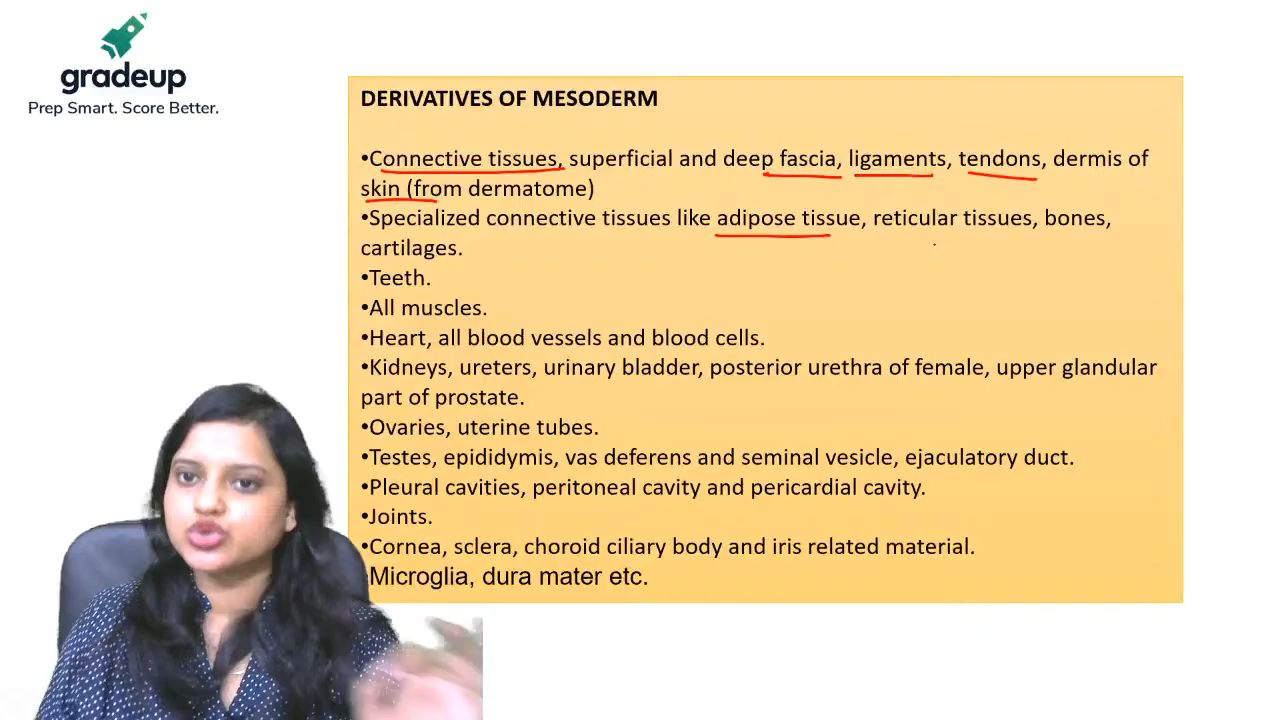 gradeup
Prep Smart. Score Better.
DERIVATIVES OF MESODERM
•Connective tissues, superficial and deep fascia, ligaments, tendons, dermis of
skin (from dermatome)
•Specialized connective tissues like adipose tissue, reticular tissues, bones,
cartilages.
•Teeth.
•All muscles.
•Heart, all blood vessels and blood cells.
•Kidneys, ureters, urinary bladder, posterior urethra of female, upper glandular
part of prostate.
•Ovaries, uterine tubes.
•Testes, epididymis, vas deferens and seminal vesicle, ejaculatory duct.
•Pleural cavities, peritoneal cavity and pericardial cavity.
•Joints.
•Cornea, sclera, choroid ciliary body and iris related material.
•Microglia, dura mater etc.